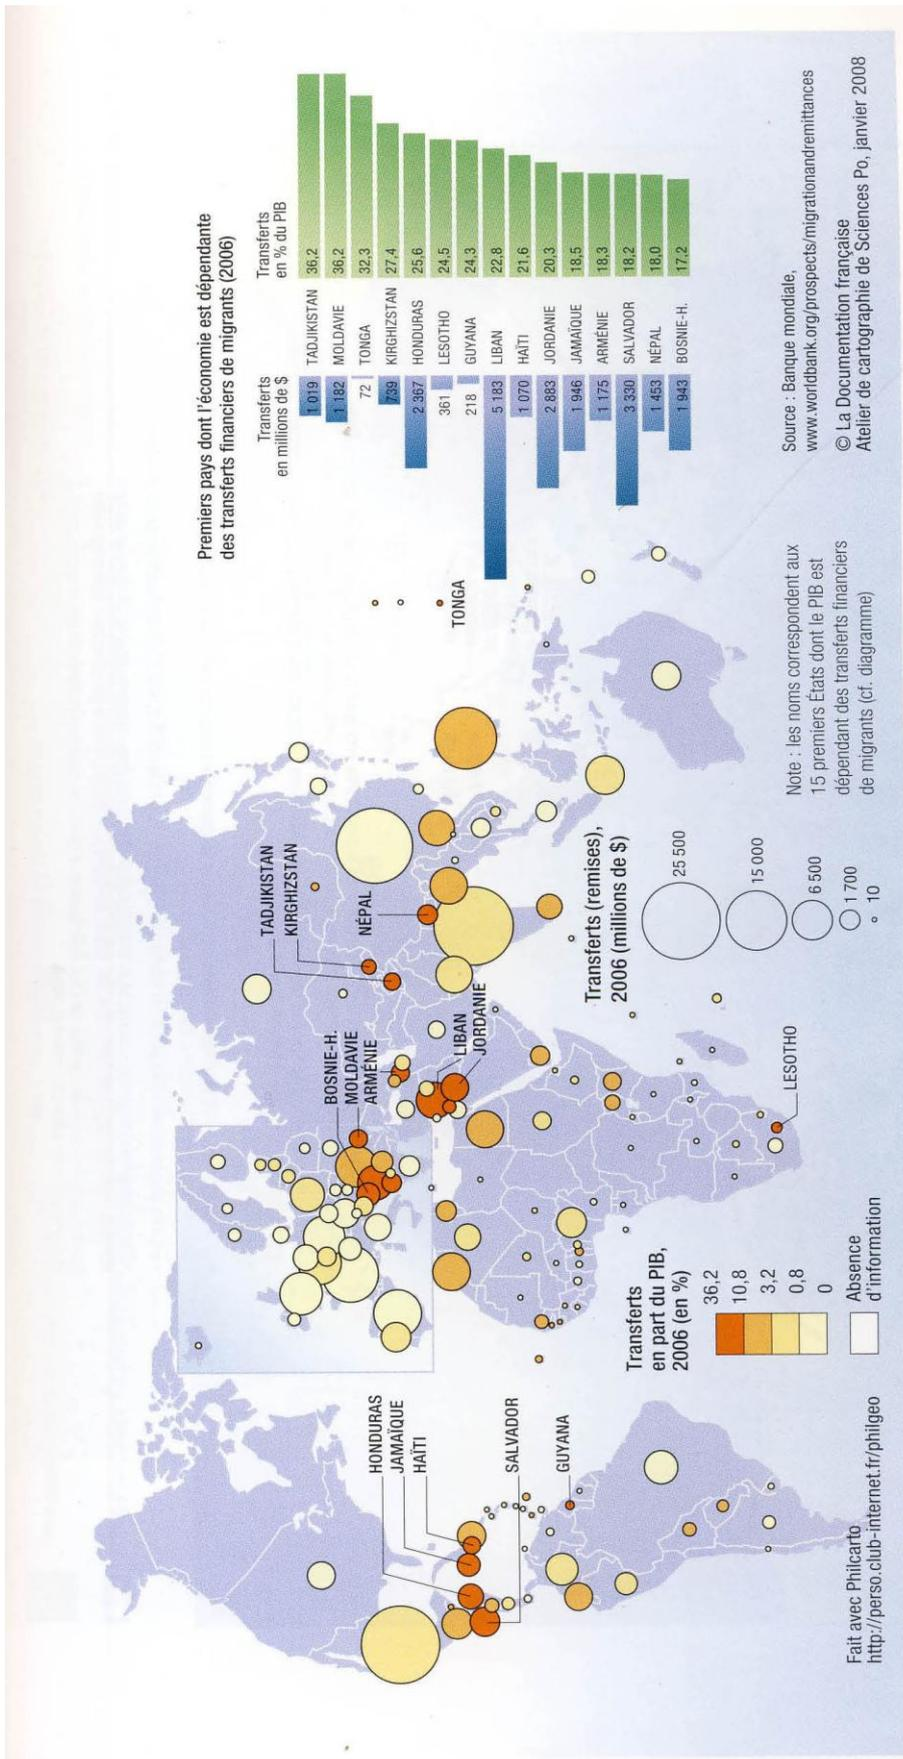 Premiers pays dont l'économie est dépendante
des transferts financiers de migrants (2006)
Transferts
en millions de $
Transferts
en % du PIB
1 019 TADJIKISTAN 36,2
1 182 MOLDAVIE 36,2
72 TONGA 32,3
739 KIRGHIZSTAN 27,4
2 367 HONDURAS 25,6
361 LESOTHO 24,5
218 GUYANA 24,3
5 183 LIBAN 22,8
1 070 HAÏTI 21,6
2 883 JORDANIE 20,3
1 946 JAMAÏQUE 18,5
1 175 ARMÉNIE 18,3
3 330 SALVADOR 18,2
1 453 NÉPAL 18,0
1 943 BOSNIE-H. 17,2
TADJIKISTAN
KIRGHIZSTAN
NÉPAL
BOSNIE-H.
MOLDAVIE
ARMÉNIE
LIBAN
JORDANIE
TONGA
HONDURAS
JAMAÏQUE
HAÏTI
SALVADOR
GUYANA
LESOTHO
Transferts
en part du PIB,
2006 (en %)
36,2
10,8
3,2
0,8
0
Absence
d'information
Transferts (remises),
2006 (millions de $)
25 500
15 000
6 500
1 700
10
Note : les noms correspondent aux
15 premiers États dont le PIB est
dépendant des transferts financiers
de migrants (cf. diagramme)
Source : Banque mondiale,
www.worldbank.org/prospects/migrationandremittances
© La Documentation française
Atelier de cartographie de Sciences Po, janvier 2008
Fait avec Philcarto
http://perso.club-internet.fr/philgeo